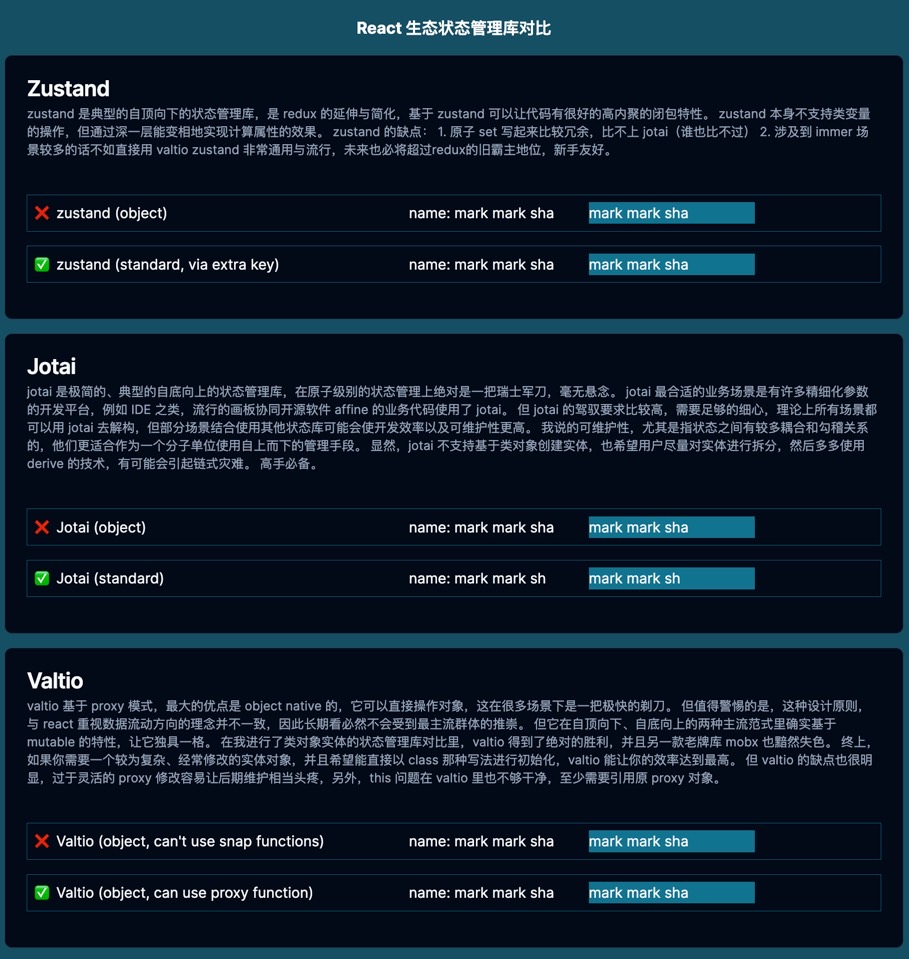 React 生态状态管理库对比
Zustand
zustand 是典型的自顶向下的状态管理库，是 redux 的延伸与简化，基于 zustand 可以让代码有很好的高内聚的闭包特性。 zustand 本身不支持类变量
的操作，但通过深一层能变相地实现计算属性的效果。 zustand 的缺点： 1. 原子 set 写起来比较冗余，比不上 jotai（谁也比不过） 2. 涉及到 immer 场
景较多的话不如直接用 valtio zustand 非常通用与流行，未来也必将超过redux的旧霸主地位，新手友好。
❌ zustand (object) name: mark mark sha mark mark sha
✅ zustand (standard, via extra key) name: mark mark sha mark mark sha
Jotai
jotai 是极简的、典型的自底向上的状态管理库，在原子级别的状态管理上绝对是一把瑞士军刀，毫无悬念。 jotai 最合适的业务场景是有许多精细化参数
的开发平台，例如 IDE 之类，流行的画板协同开源软件 affine 的业务代码使用了 jotai。 但 jotai 的驾驭要求比较高，需要足够的细心，理论上所有场景都
可以用 jotai 去解构，但部分场景结合使用其他状态库可能会使开发效率以及可维护性更高。 我说的可维护性，尤其是指状态之间有较多耦合和勾稽关系
的，他们更适合作为一个分子单位使用自上而下的管理手段。 显然，jotai 不支持基于类对象创建实体，也希望用户尽量对实体进行拆分，然后多多使用
derive 的技术，有可能会引起链式灾难。 高手必备。
❌ Jotai (object) name: mark mark sha mark mark sha
✅ Jotai (standard) name: mark mark sh mark mark sh
Valtio
valtio 基于 proxy 模式，最大的优点是 object native 的，它可以直接操作对象，这在很多场景下是一把极快的剃刀。 但值得警惕的是，这种设计原则，
与 react 重视数据流动方向的理念并不一致，因此长期看必然不会受到最主流群体的推崇。 但它在自顶向下、自底向上的两种主流范式里确实基于
mutable 的特性，让它独具一格。 在我进行了类对象实体的状态管理库对比里，valtio 得到了绝对的胜利，并且另一款老牌库 mobx 也黯然失色。 终上，
如果你需要一个较为复杂、经常修改的实体对象，并且希望能直接以 class 那种写法进行初始化，valtio 能让你的效率达到最高。 但 valtio 的缺点也很明
显，过于灵活的 proxy 修改容易让后期维护相当头疼，另外，this 问题在 valtio 里也不够干净，至少需要引用原 proxy 对象。
❌ Valtio (object, can't use snap functions) name: mark mark sha mark mark sha
✅ Valtio (object, can use proxy function) name: mark mark sha mark mark sha